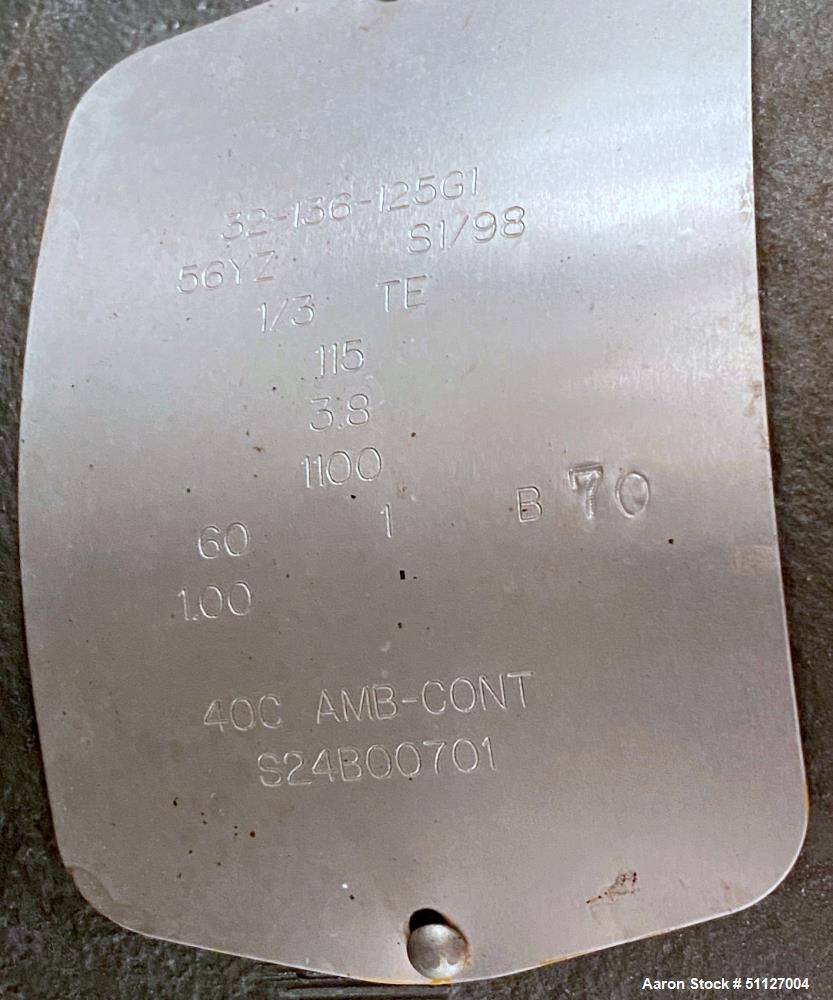 32-136-125G1
56YZ S1/98
1/3 TE
115
3.8
1100
60 1 B 70
1.00
40C AMB-CONT
S24B00701
Aaron Stock # 51127004